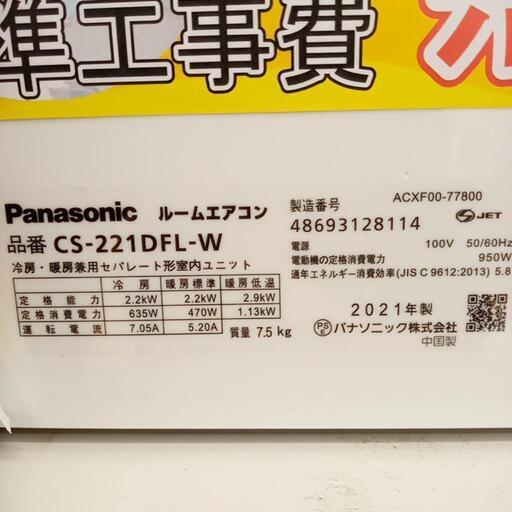 準工事費
Panasonic ルームエアコン
品番 CS-221DFL-W
冷房・暖房兼用セパレート形室内ユニット
冷房 暖房標準 暖房低温
定格能力 2.2kW 2.2kW 2.9kW
定格消費電力 635W 470W 1.13kW
運転電流 7.05A 5.20A
質量 7.5kg
ACXF00-77800
製造番号
48693128114
JET
電源 100V 50/60Hz
電動機の定格消費電力 950W
通年エネルギー消費効率(JIS C 9612:2013) 5.8
2021年製
PS
E
パナソニック株式会社
中国製